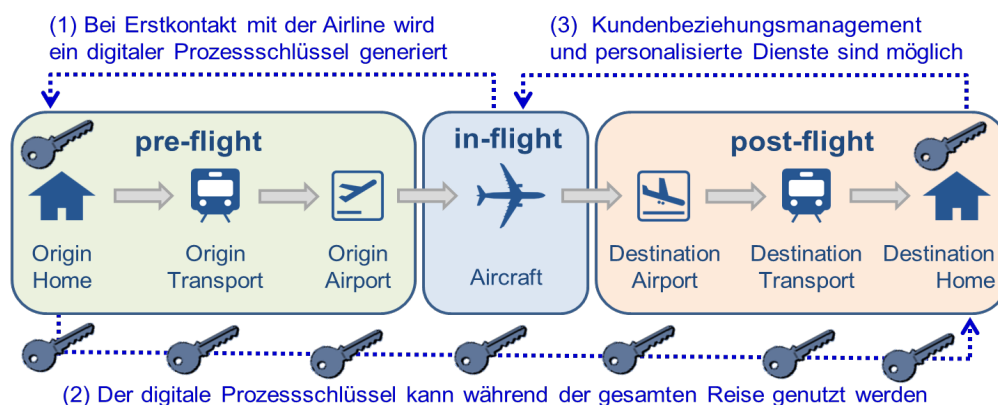 (1) Bei Erstkontakt mit der Airline wird
ein digitaler Prozessschlüssel generiert
(3) Kundenbeziehungsmanagement
und personalisierte Dienste sind möglich
pre-flight
in-flight
post-flight
Origin
Home
Origin
Transport
Origin
Airport
Aircraft
Destination
Airport
Destination
Transport
Destination
Home
(2) Der digitale Prozessschlüssel kann während der gesamten Reise genutzt werden